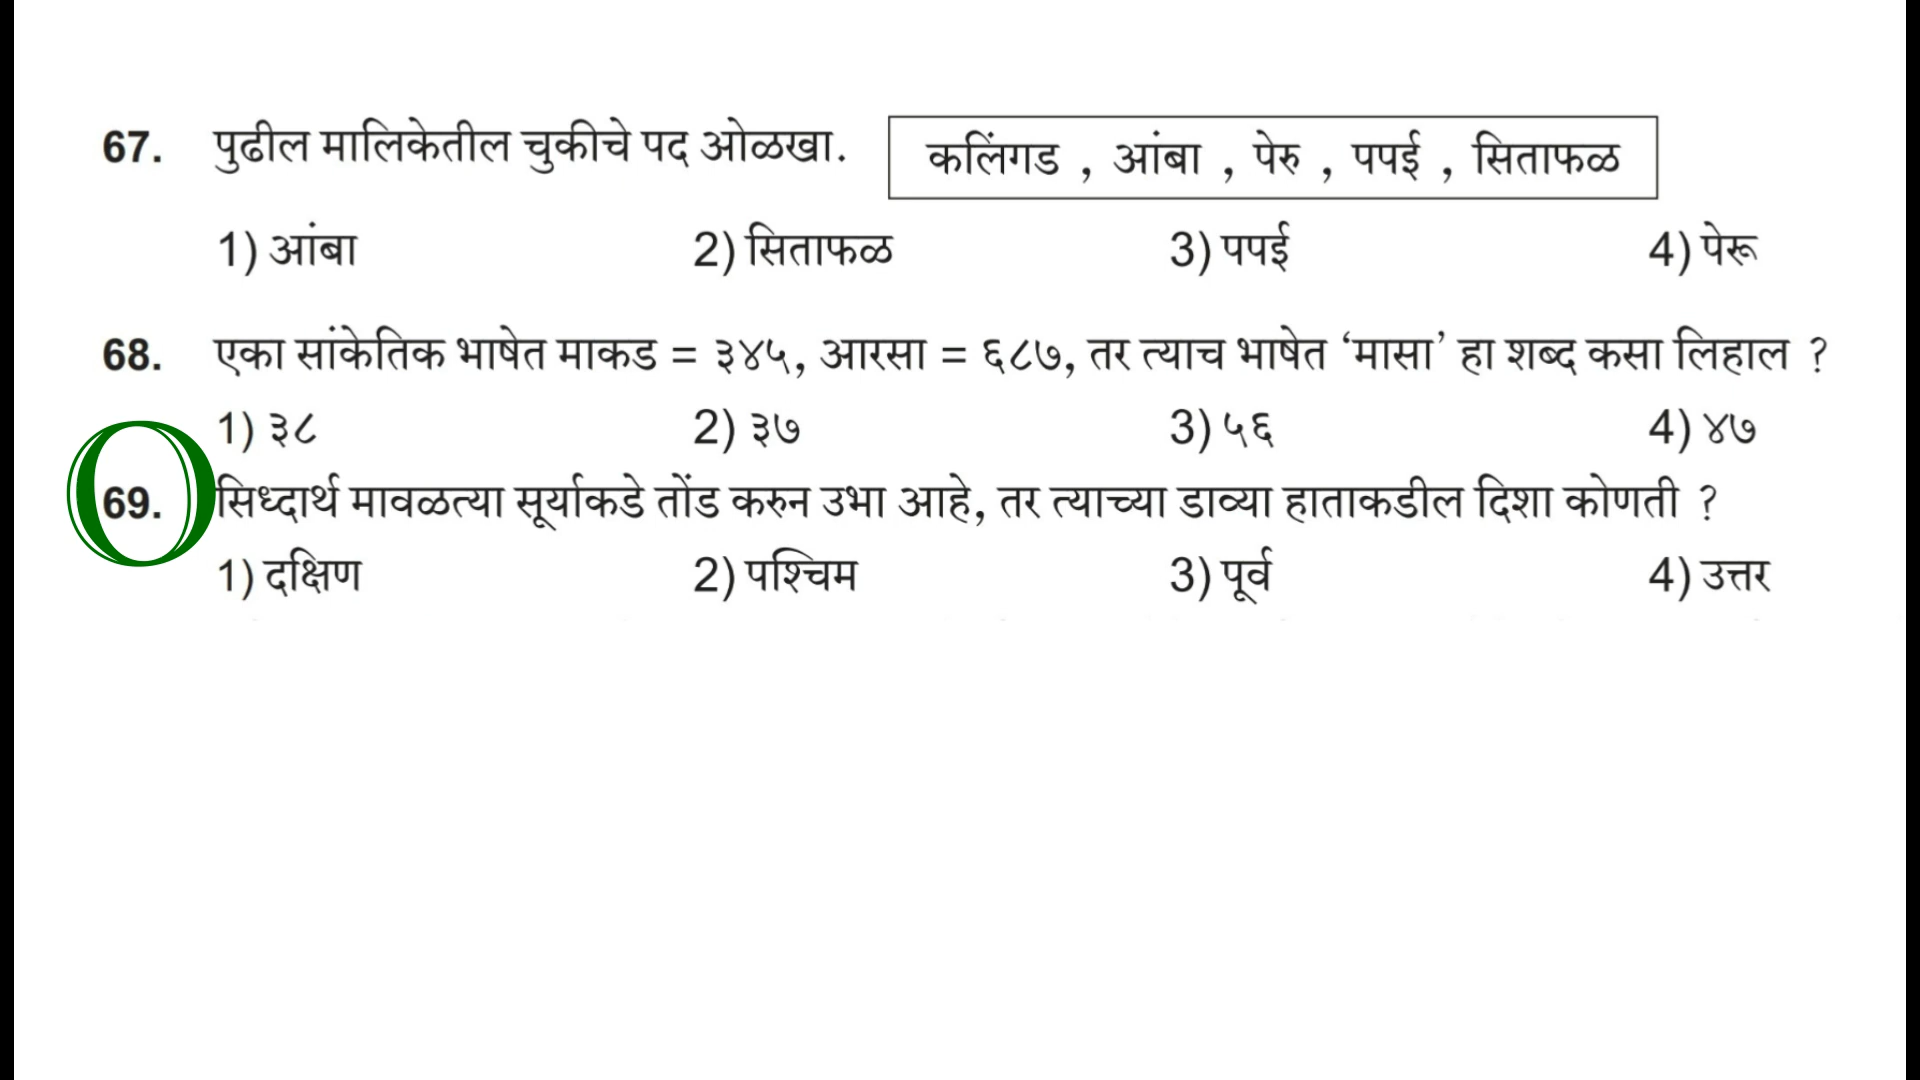 67. पुढील मालिकेतील चुकीचे पद ओळखा. कलिंगड , आंबा , पेरु , पपई , सिताफळ
1) आंबा 2) सिताफळ 3) पपई 4) पेरू
68. एका सांकेतिक भाषेत माकड = ३४५, आरसा = ६८७, तर त्याच भाषेत ‘मासा’ हा शब्द कसा लिहाल ?
1) ३८ 2) ३७ 3) ५६ 4) ४७
69. सिध्दार्थ मावळत्या सूर्याकडे तोंड करुन उभा आहे, तर त्याच्या डाव्या हाताकडील दिशा कोणती ?
1) दक्षिण 2) पश्चिम 3) पूर्व 4) उत्तर